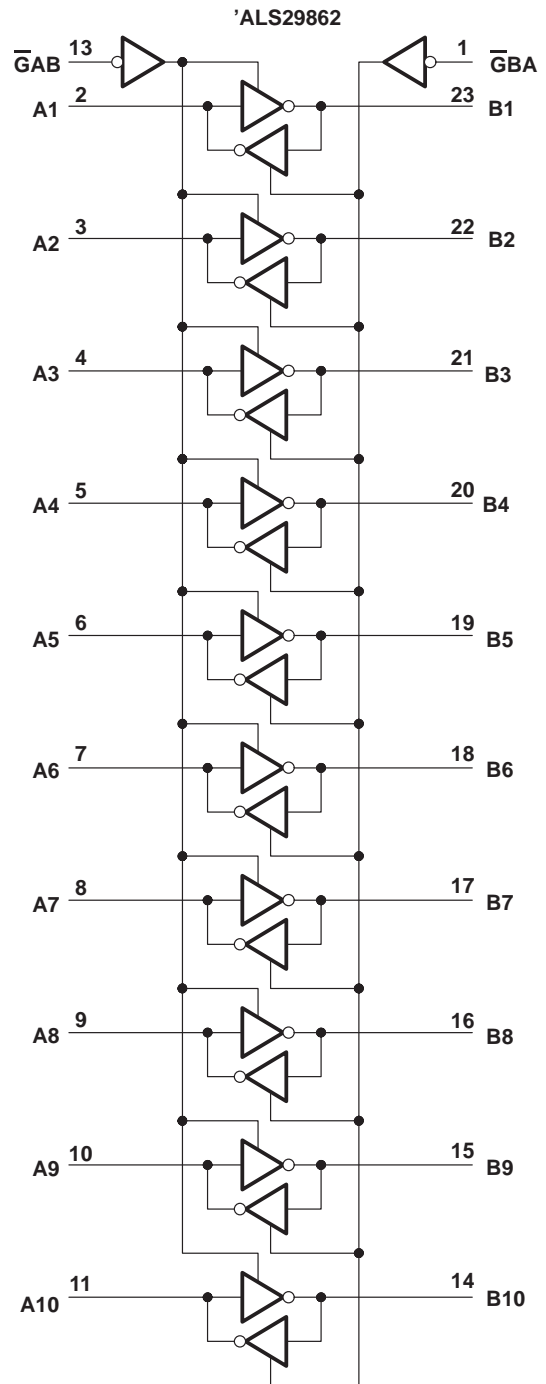 'ALS29862
G̅AB 13 1 G̅BA
A1 2 23 B1
A2 3 22 B2
A3 4 21 B3
A4 5 20 B4
A5 6 19 B5
A6 7 18 B6
A7 8 17 B7
A8 9 16 B8
A9 10 15 B9
A10 11 14 B10